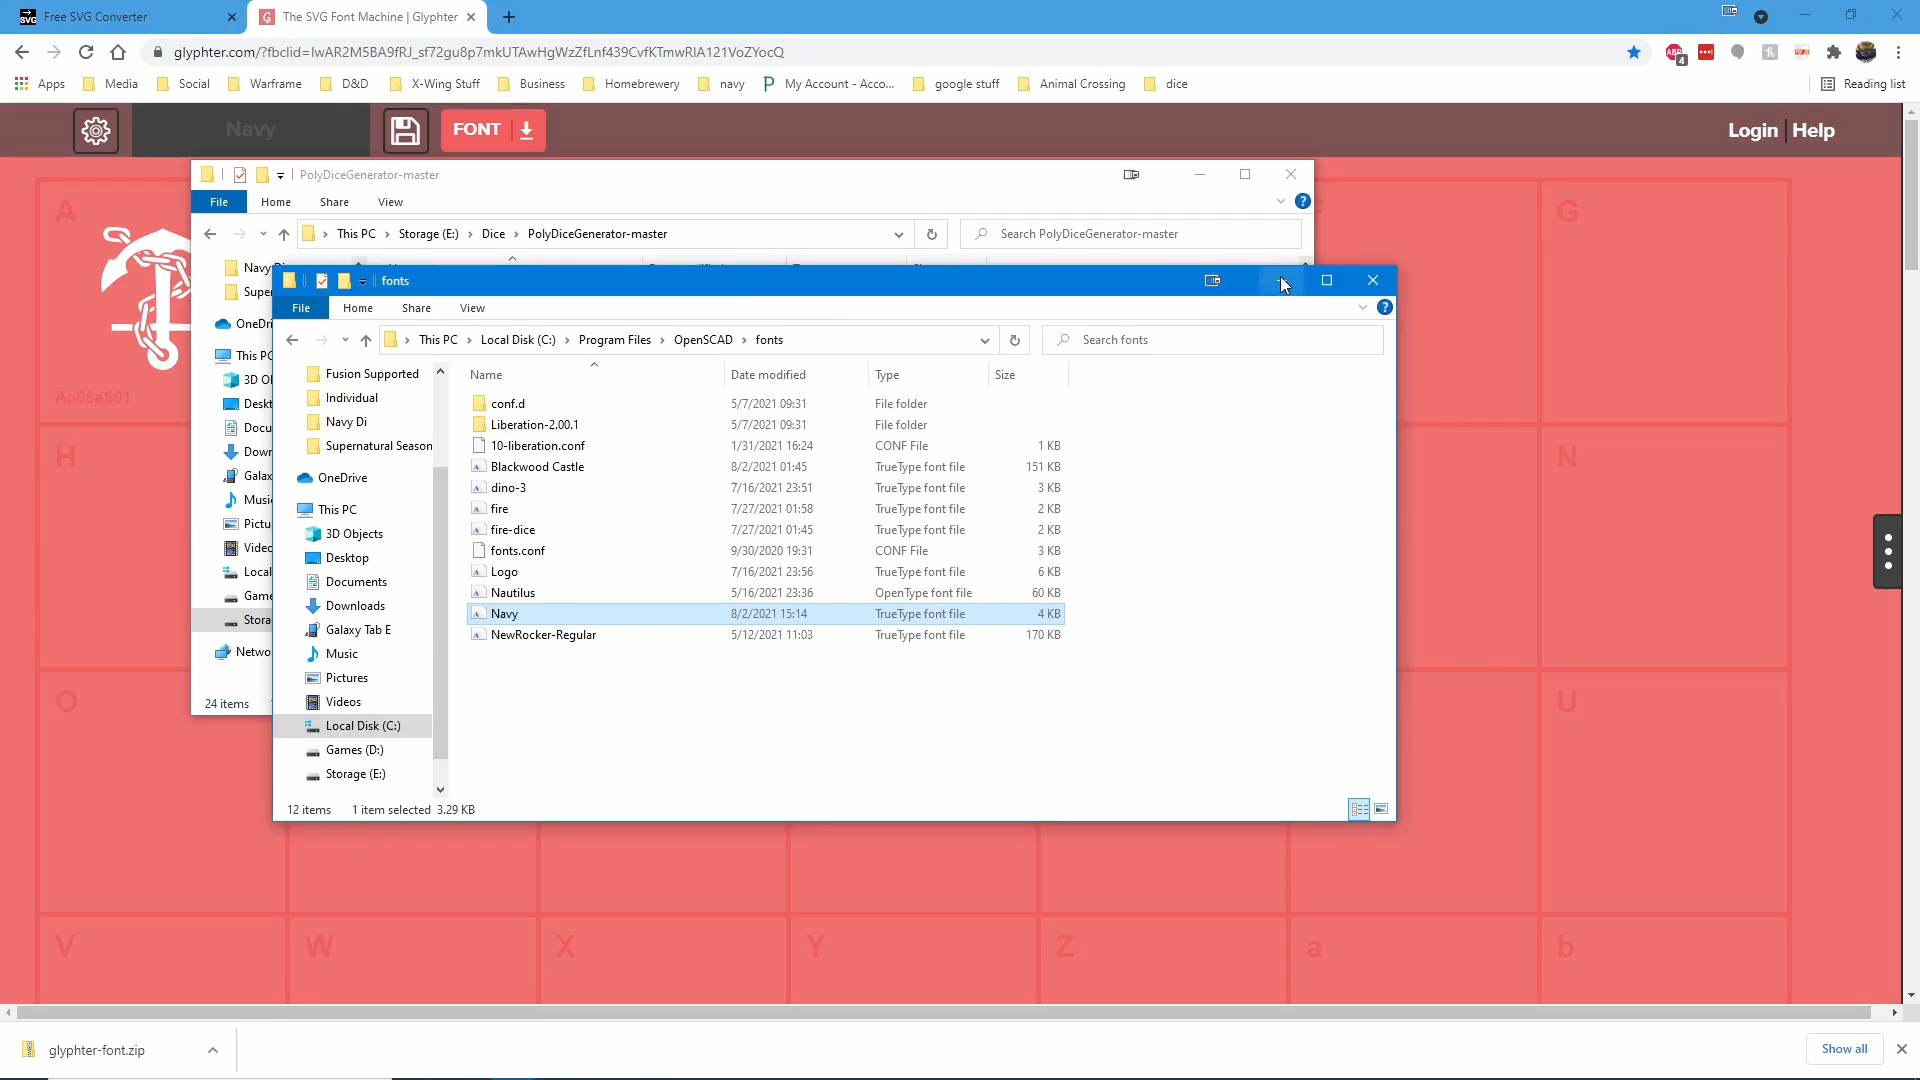 Free SVG Converter
The SVG Font Machine | Glyphter
glyphter.com/?fbclid=IwAR2M5BA9fRJ_sf72gu8p7mkUTAwHgWzZfLnf439CvfKTmwRIA121VoZYocQ
Apps Media Social Warframe D&D X-Wing Stuff Business Homebrewery navy My Account - Acco... google stuff Animal Crossing dice Reading list
Navy FONT Login Help
PolyDiceGenerator-master
File Home Share View
This PC > Storage (E:) > Dice > PolyDiceGenerator-master Search PolyDiceGenerator-master
A
G
Ap05aS01
H
N
O
U
V W X Y Z a b
24 items
fonts
File Home Share View
This PC > Local Disk (C:) > Program Files > OpenSCAD > fonts Search fonts
Fusion Supported
Individual
Navy Di
Supernatural Season
OneDrive
This PC
3D Objects
Desktop
Documents
Downloads
Galaxy Tab E
Music
Pictures
Videos
Local Disk (C:)
Games (D:)
Storage (E:)
Name Date modified Type Size
conf.d 5/7/2021 09:31 File folder
Liberation-2.00.1 5/7/2021 09:31 File folder
10-liberation.conf 1/31/2021 16:24 CONF File 1 KB
Blackwood Castle 8/2/2021 01:45 TrueType font file 151 KB
dino-3 7/16/2021 23:51 TrueType font file 3 KB
fire 7/27/2021 01:58 TrueType font file 2 KB
fire-dice 7/27/2021 01:45 TrueType font file 2 KB
fonts.conf 9/30/2020 19:31 CONF File 3 KB
Logo 7/16/2021 23:56 TrueType font file 6 KB
Nautilus 5/16/2021 23:36 OpenType font file 60 KB
Navy 8/2/2021 15:14 TrueType font file 4 KB
NewRocker-Regular 5/12/2021 11:03 TrueType font file 170 KB
12 items 1 item selected 3.29 KB
glyphter-font.zip
Show all